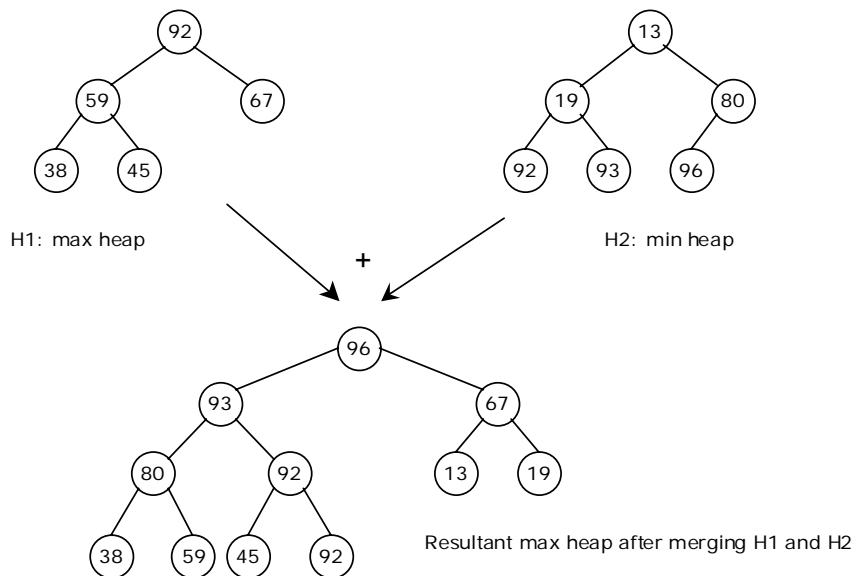 92 13
59 67 19 80
38 45 92 93 96
H1: max heap H2: min heap
+
96
93 67
80 92 13 19
38 59 45 92
Resultant max heap after merging H1 and H2